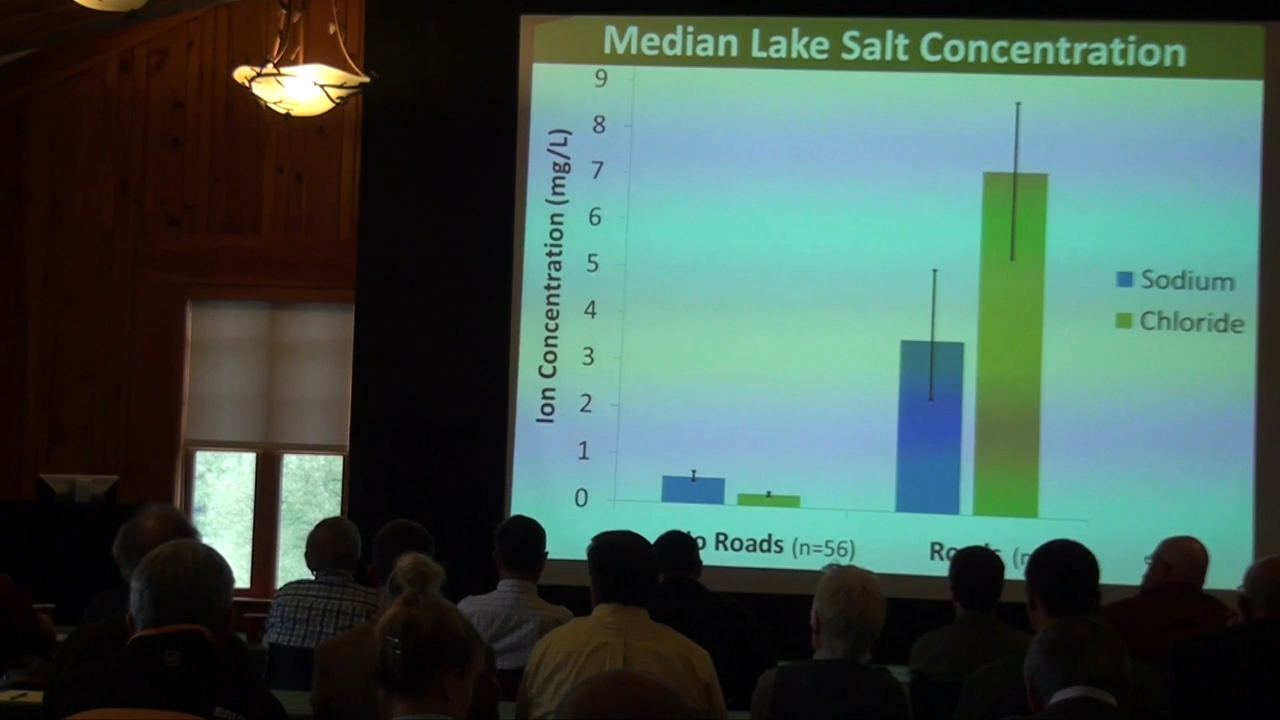 Median Lake Salt Concentration
Ion Concentration (mg/L)
9
8
7
6
5
4
3
2
1
0
Sodium
Chloride
Roads (n=56)